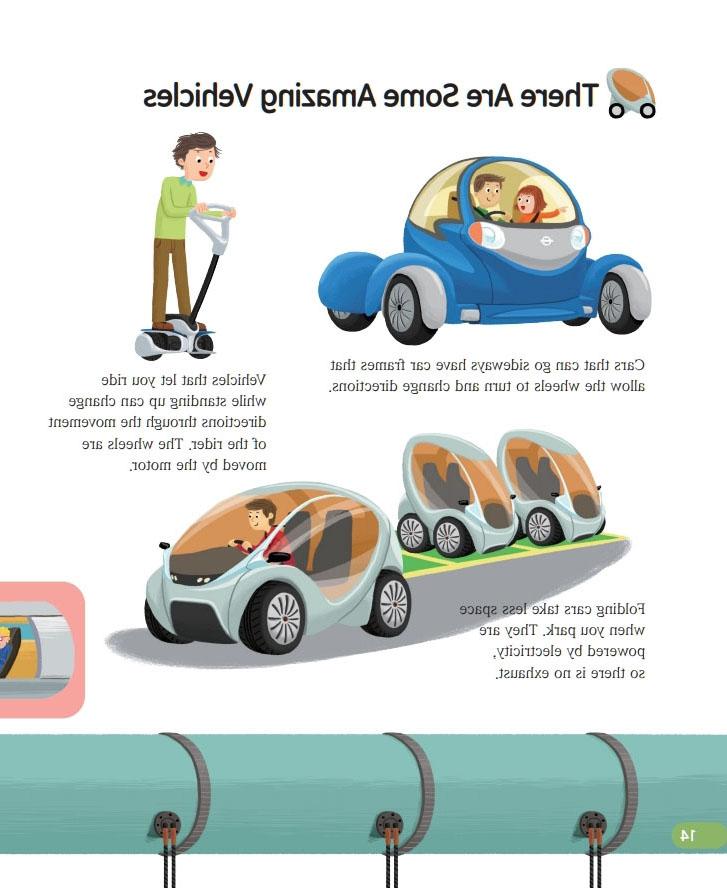 There Are Some Amazing Vehicles
Cars that can go sideways have car frames that
allow the wheels to turn and change directions.
Vehicles that let you ride
while standing up can change
directions through the movement
of the rider. The wheels are
moved by the motor.
Folding cars take less space
when you park. They are
powered by electricity,
so there is no exhaust.
14